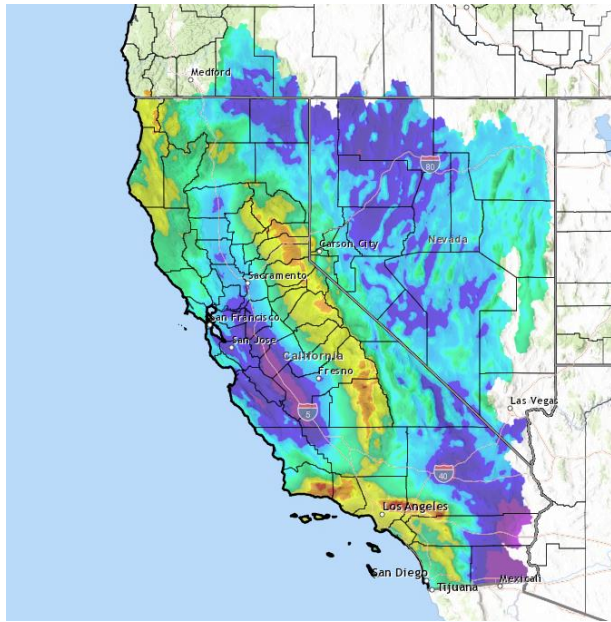 Medford
80
Carson City
Nevada
Sacramento
San Francisco
San Jose
California
Fresno
5
Las Vegas
40
Los Angeles
San Diego
Mexicali
Tijuana